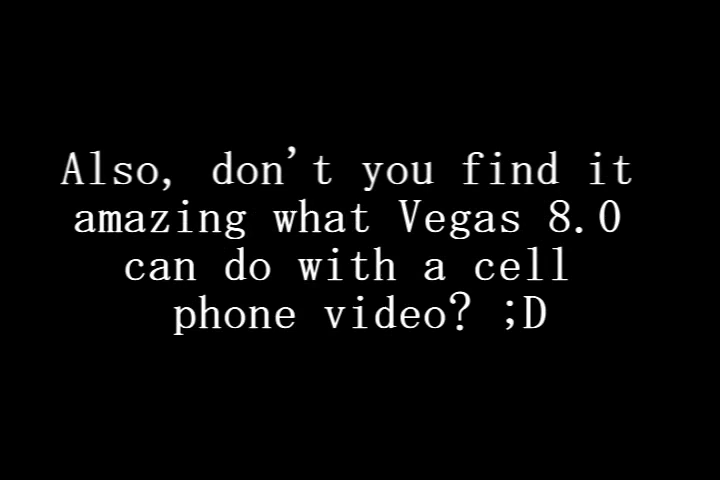 Also, don't you find it
amazing what Vegas 8.0
can do with a cell
phone video? ;D